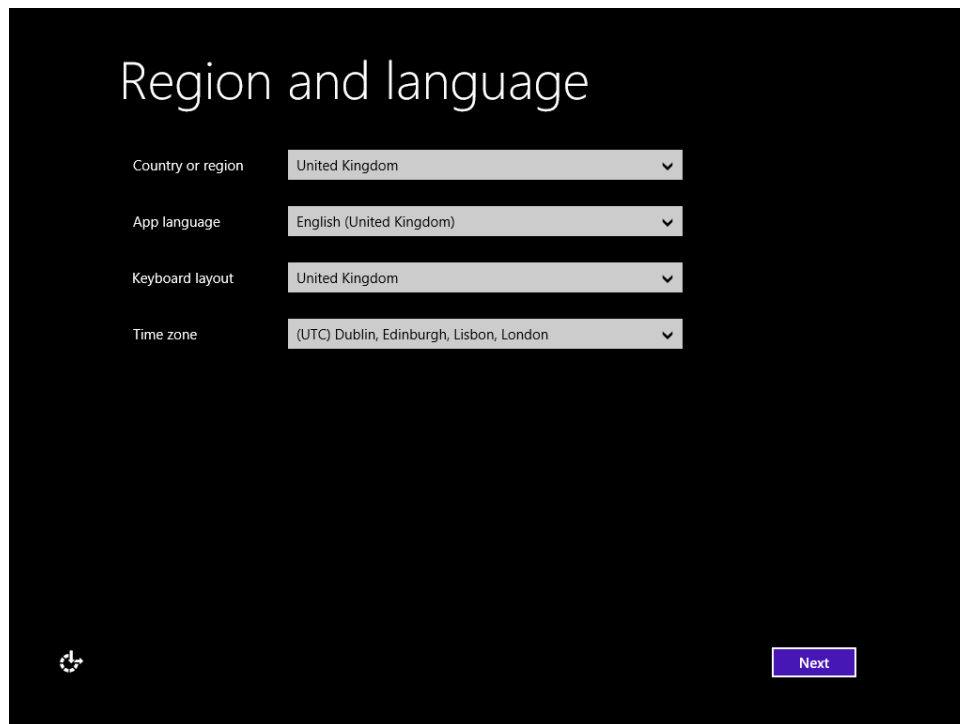 Region and language
Country or region United Kingdom
App language English (United Kingdom)
Keyboard layout United Kingdom
Time zone (UTC) Dublin, Edinburgh, Lisbon, London
Next